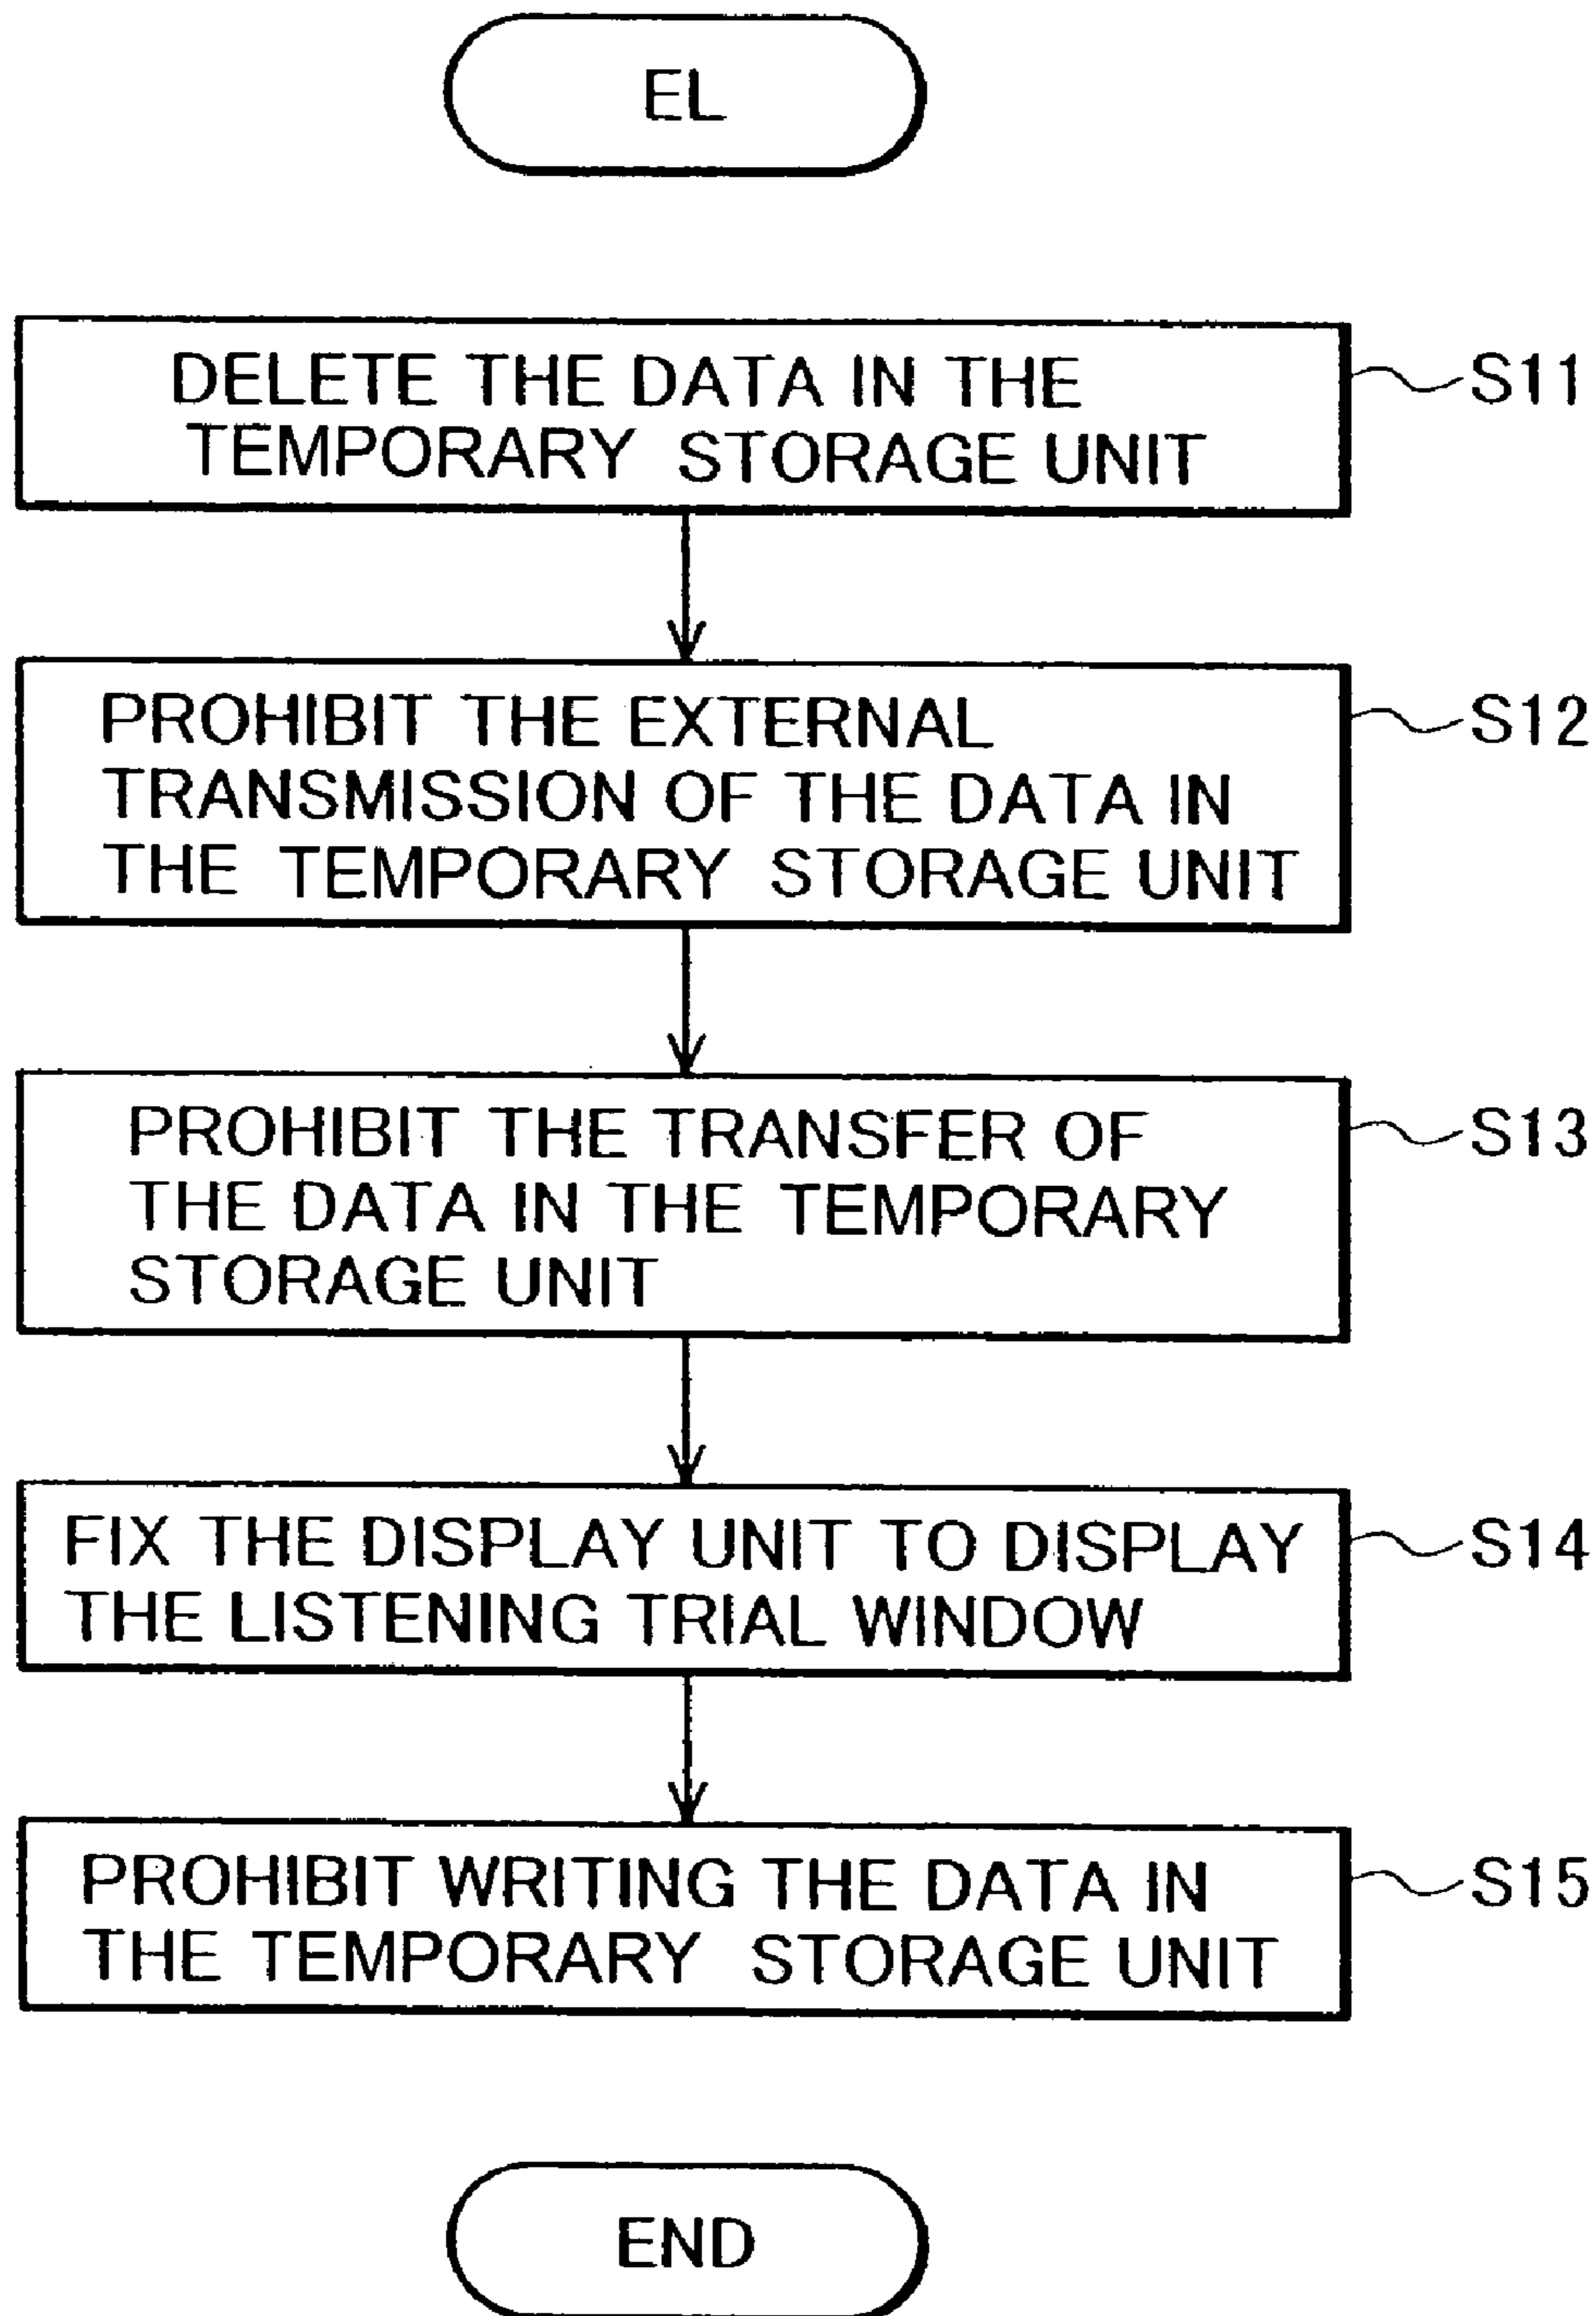 EL
DELETE THE DATA IN THE
TEMPORARY STORAGE UNIT
S11
PROHIBIT THE EXTERNAL
TRANSMISSION OF THE DATA IN
THE TEMPORARY STORAGE UNIT
S12
PROHIBIT THE TRANSFER OF
THE DATA IN THE TEMPORARY
STORAGE UNIT
S13
FIX THE DISPLAY UNIT TO DISPLAY
THE LISTENING TRIAL WINDOW
S14
PROHIBIT WRITING THE DATA IN
THE TEMPORARY STORAGE UNIT
S15
END